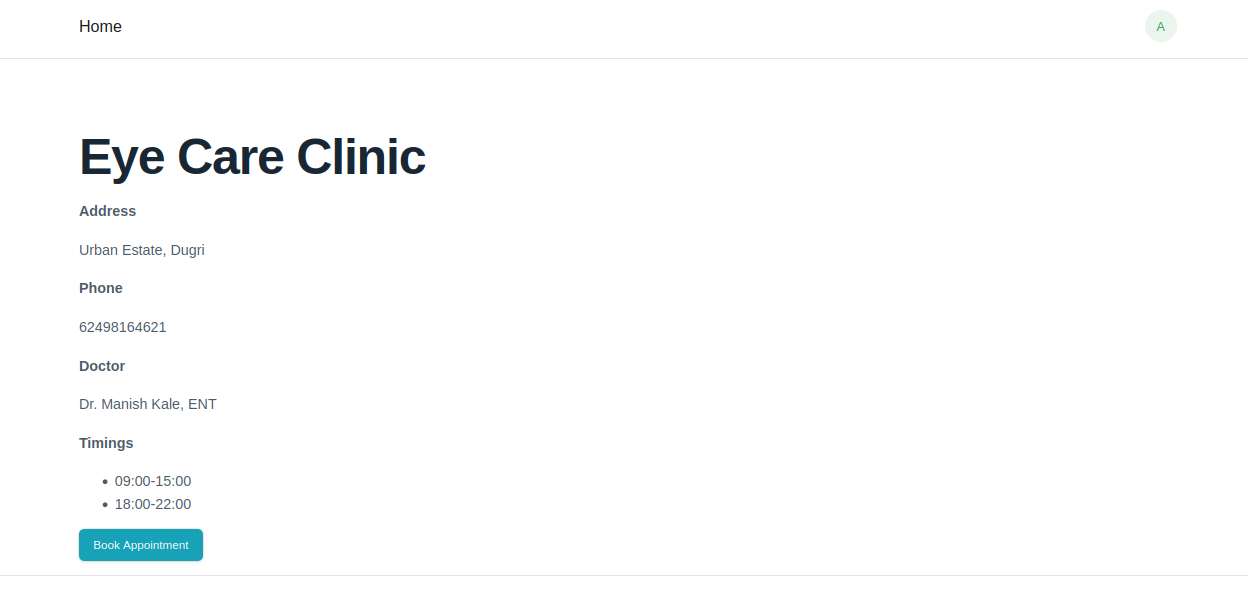 Home
A
Eye Care Clinic
Address
Urban Estate, Dugri
Phone
62498164621
Doctor
Dr. Manish Kale, ENT
Timings
• 09:00-15:00
• 18:00-22:00
Book Appointment